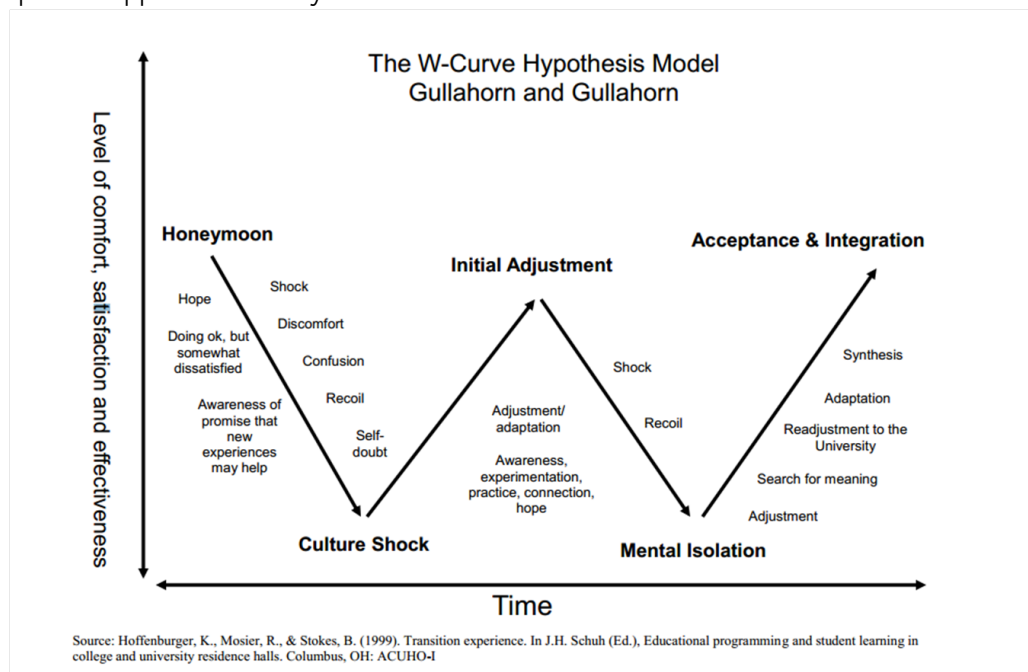 The W-Curve Hypothesis Model
Gullahorn and Gullahorn
Level of comfort, satisfaction and effectiveness
Honeymoon
Hope
Doing ok, but
somewhat
dissatisfied
Awareness of
promise that
new
experiences
may help
Shock
Discomfort
Confusion
Recoil
Self-
doubt
Culture Shock
Initial Adjustment
Adjustment/
adaptation
Awareness,
experimentation,
practice, connection,
hope
Shock
Recoil
Mental Isolation
Acceptance & Integration
Synthesis
Adaptation
Readjustment to the
University
Search for meaning
Adjustment
Time
Source: Hoffenburger, K., Mosier, R., & Stokes, B. (1999). Transition experience. In J.H. Schuh (Ed.), Educational programming and student learning in
college and university residence halls. Columbus, OH: ACUHO-I